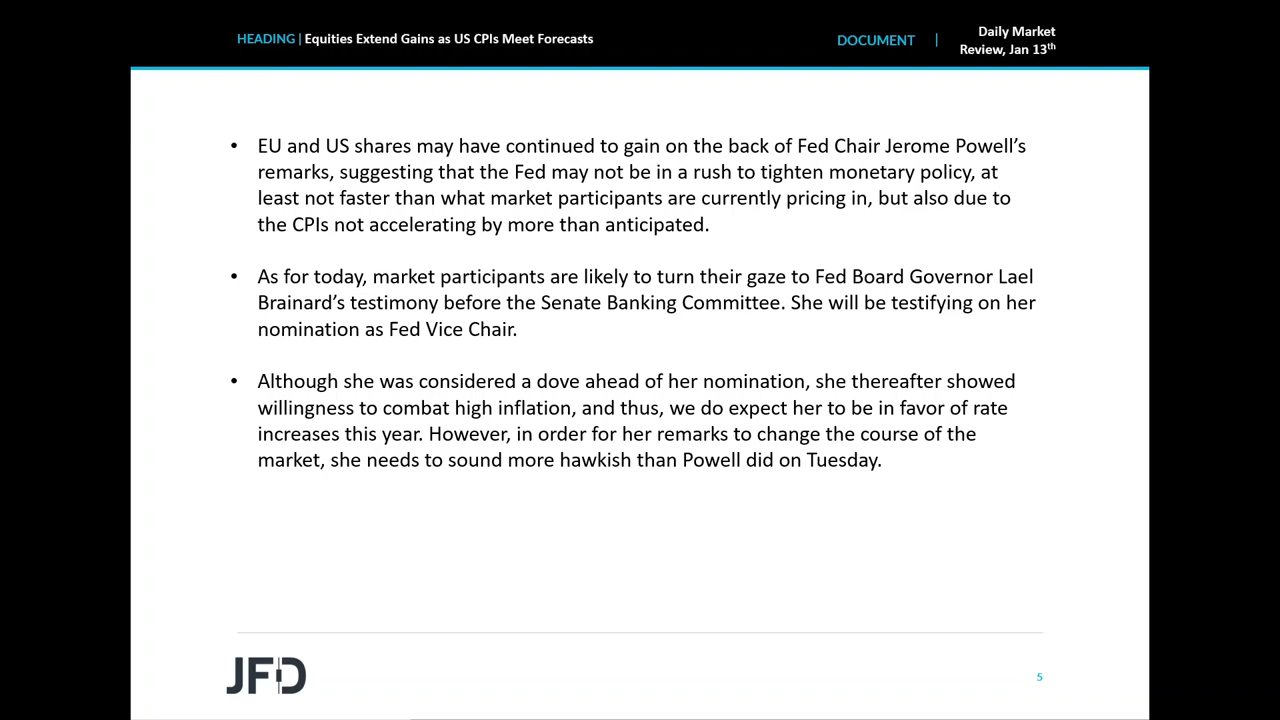 HEADING | Equities Extend Gains as US CPIs Meet Forecasts
DOCUMENT |
Daily Market
Review, Jan 13th
• EU and US shares may have continued to gain on the back of Fed Chair Jerome Powell’s
remarks, suggesting that the Fed may not be in a rush to tighten monetary policy, at
least not faster than what market participants are currently pricing in, but also due to
the CPIs not accelerating by more than anticipated.
• As for today, market participants are likely to turn their gaze to Fed Board Governor Lael
Brainard’s testimony before the Senate Banking Committee. She will be testifying on her
nomination as Fed Vice Chair.
• Although she was considered a dove ahead of her nomination, she thereafter showed
willingness to combat high inflation, and thus, we do expect her to be in favor of rate
increases this year. However, in order for her remarks to change the course of the
market, she needs to sound more hawkish than Powell did on Tuesday.
JFD
5